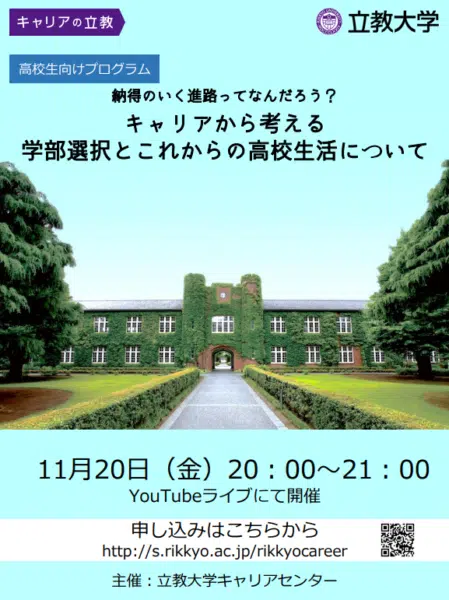 キャリアの立教
立教大学
高校生向けプログラム
納得のいく進路ってなんだろう？
キャリアから考える
学部選択とこれからの高校生活について
11月20日（金）20：00～21：00
YouTubeライブにて開催
申し込みはこちらから
http://s.rikkyo.ac.jp/rikkyocareer
主催：立教大学キャリアセンター